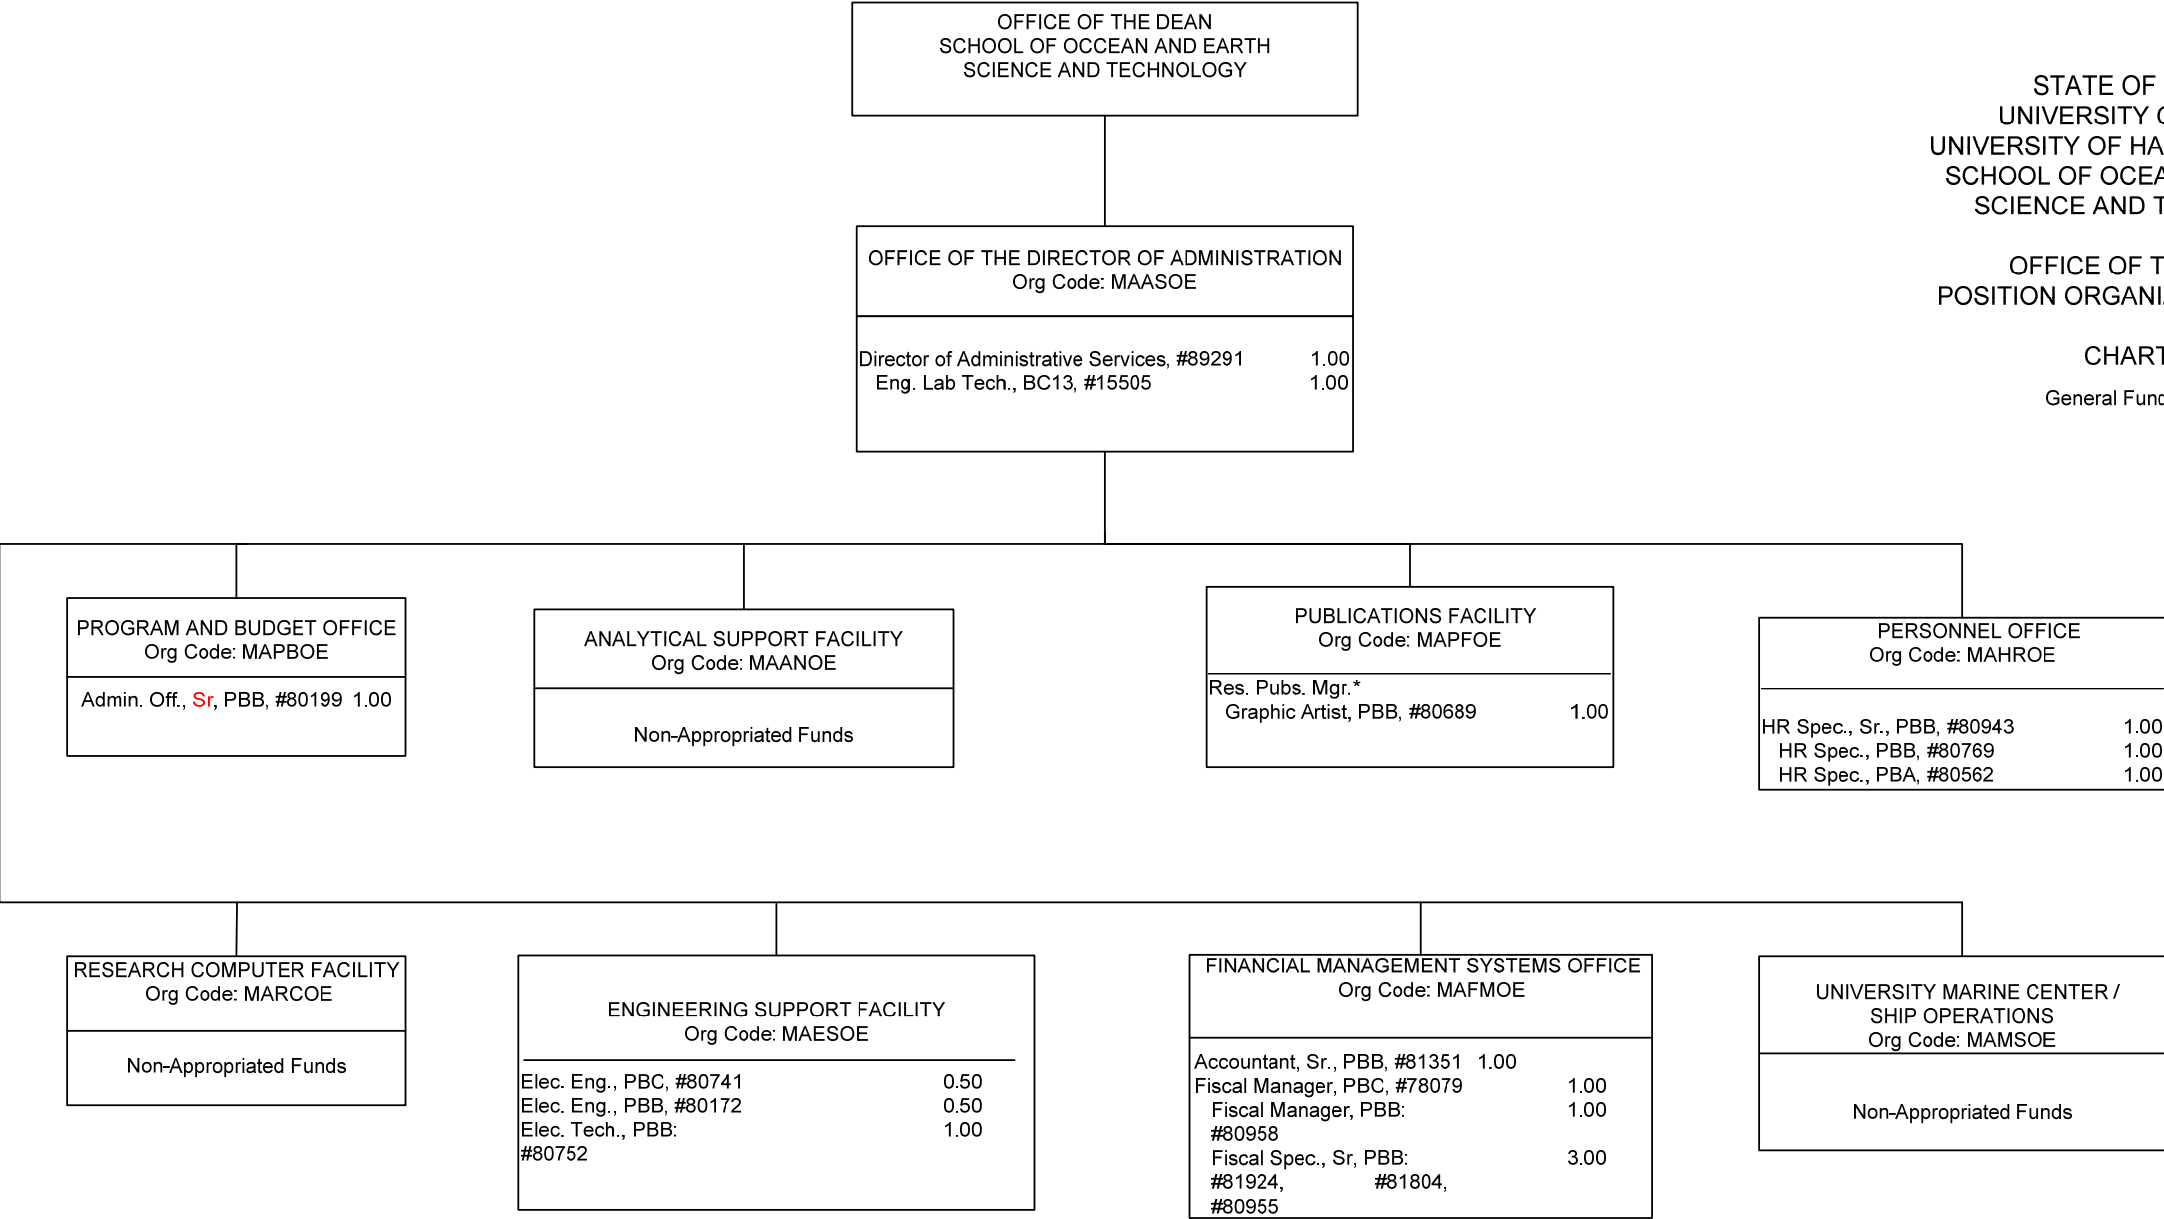 OFFICE OF THE DEAN
SCHOOL OF OCCEAN AND EARTH
SCIENCE AND TECHNOLOGY
STATE OF
UNIVERSITY
UNIVERSITY OF HA
SCHOOL OF OCEA
SCIENCE AND T
OFFICE OF T
POSITION ORGANI
CHART
General Fund
OFFICE OF THE DIRECTOR OF ADMINISTRATION
Org Code: MAASOE
Director of Administrative Services, #89291 1.00
Eng. Lab Tech., BC13, #15505 1.00
PROGRAM AND BUDGET OFFICE
Org Code: MAPBOE
Admin. Off., Sr, PBB, #80199 1.00
ANALYTICAL SUPPORT FACILITY
Org Code: MAANOE
Non-Appropriated Funds
PUBLICATIONS FACILITY
Org Code: MAPFOE
Res. Pubs. Mgr.*
Graphic Artist, PBB, #80689 1.00
PERSONNEL OFFICE
Org Code: MAHROE
HR Spec., Sr., PBB, #80943 1.00
HR Spec., PBB, #80769 1.00
HR Spec., PBA, #80562 1.00
RESEARCH COMPUTER FACILITY
Org Code: MARCOE
Non-Appropriated Funds
ENGINEERING SUPPORT FACILITY
Org Code: MAESOE
Elec. Eng., PBC, #80741 0.50
Elec. Eng., PBB, #80172 0.50
Elec. Tech., PBB: 1.00
#80752
FINANCIAL MANAGEMENT SYSTEMS OFFICE
Org Code: MAFMOE
Accountant, Sr., PBB, #81351 1.00
Fiscal Manager, PBC, #78079 1.00
Fiscal Manager, PBB: 1.00
#80958
Fiscal Spec., Sr, PBB: 3.00
#81924, #81804,
#80955
UNIVERSITY MARINE CENTER /
SHIP OPERATIONS
Org Code: MAMSOE
Non-Appropriated Funds